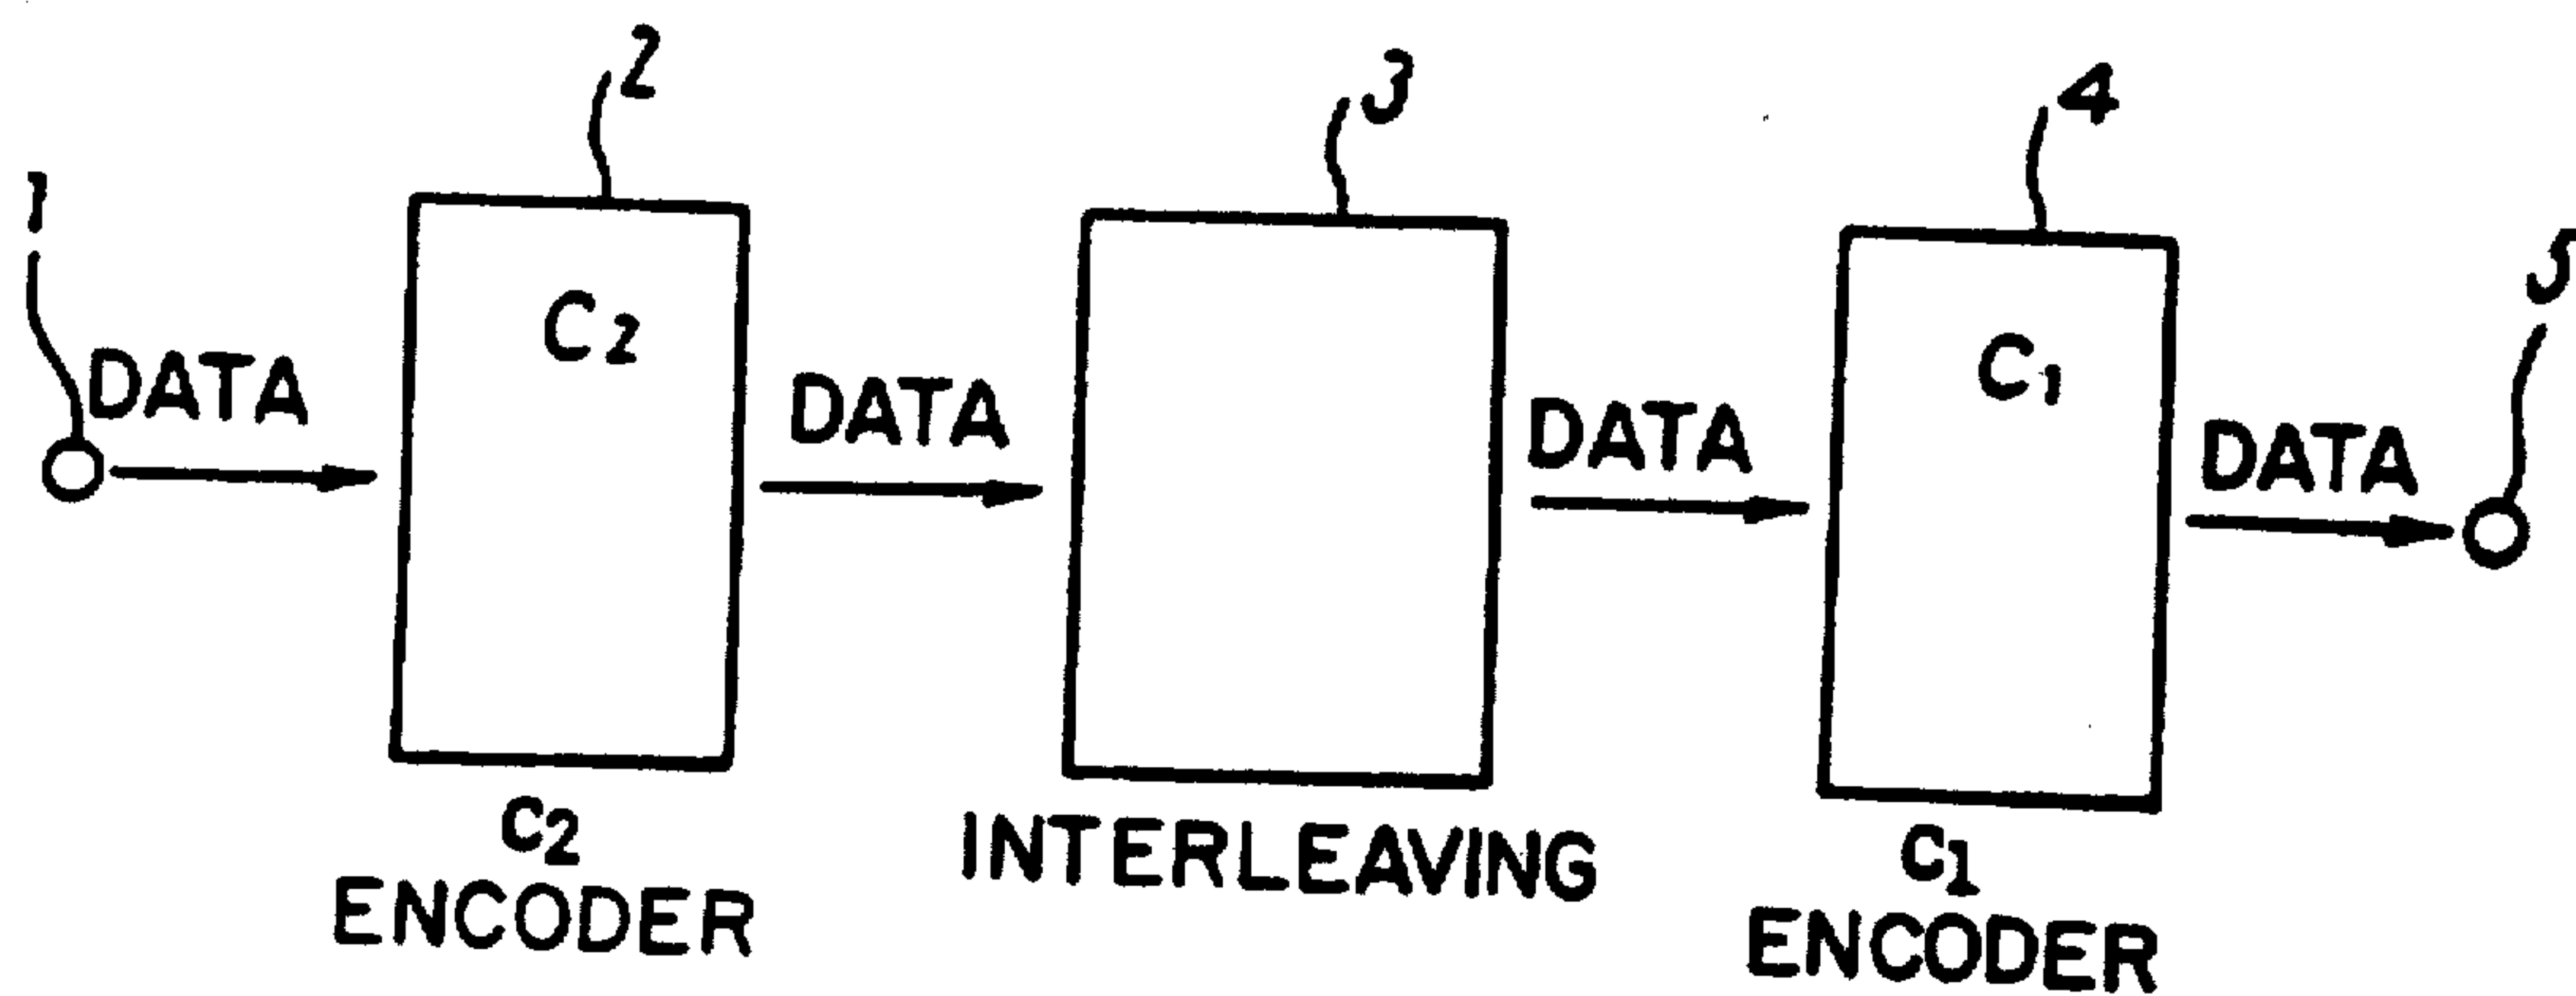 2
3
4
1
5
C2
C1
DATA
DATA
DATA
DATA
C2
ENCODER
INTERLEAVING
C1
ENCODER